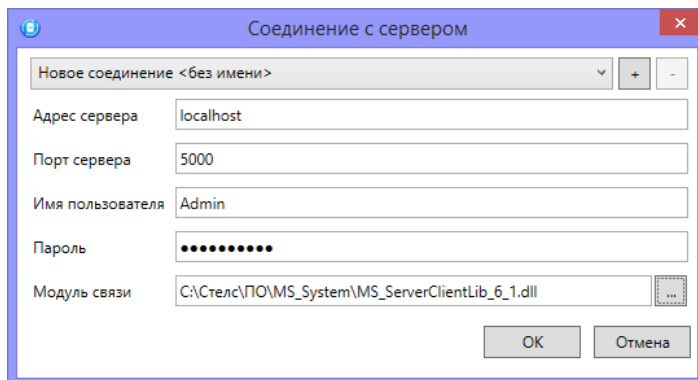 Соединение с сервером
Новое соединение <без имени>
+ -
Адрес сервера localhost
Порт сервера 5000
Имя пользователя Admin
Пароль ●●●●●●●●●●
Модуль связи C:\Стелс\ПО\MS_System\MS_ServerClientLib_6_1.dll ...
OK Отмена